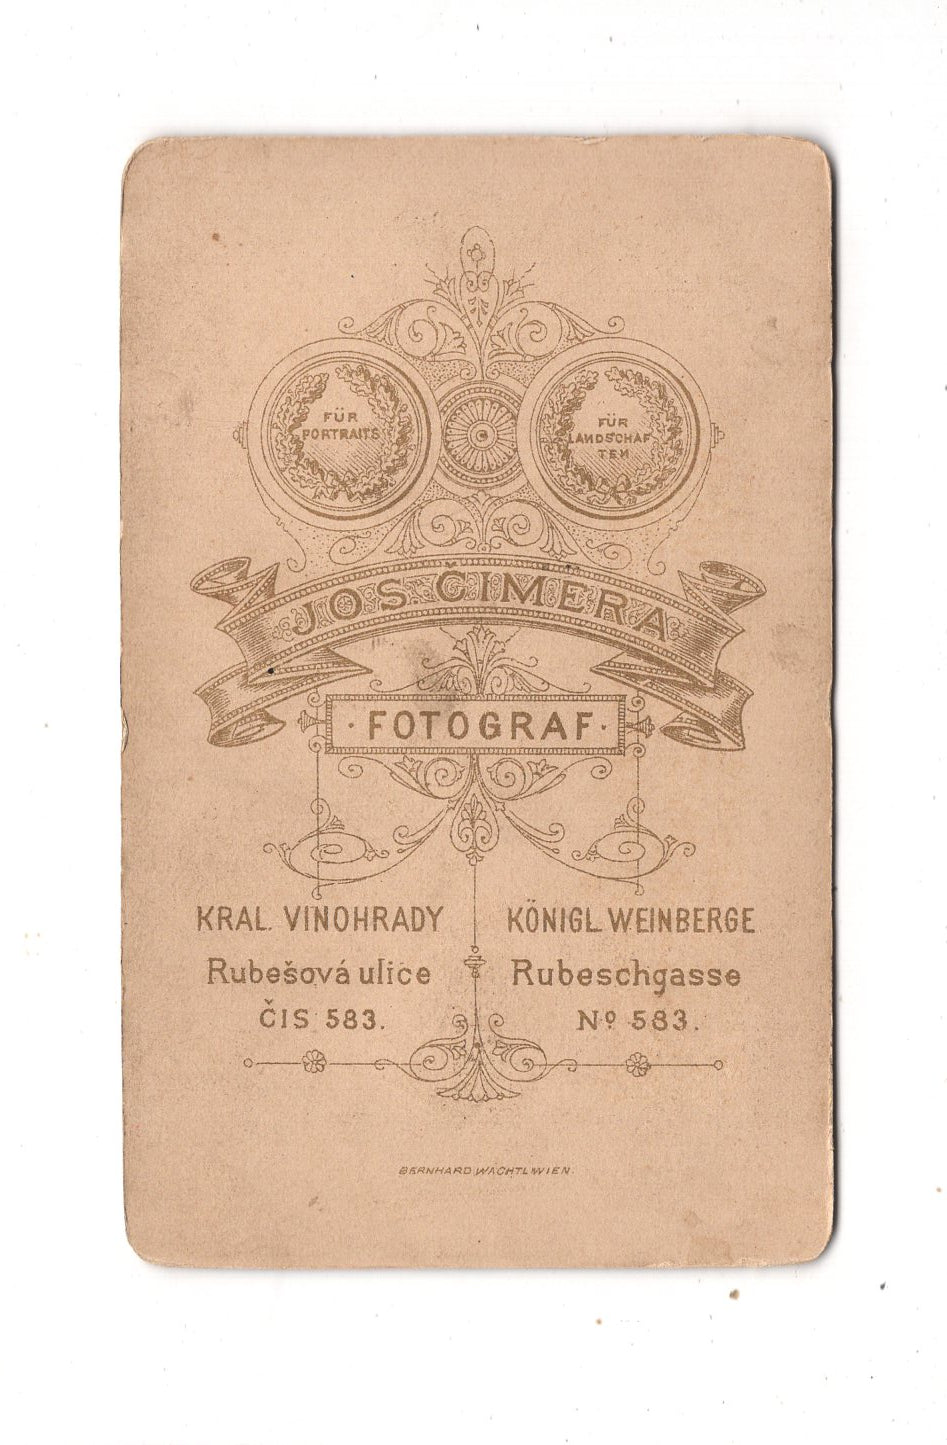 FÜR
PORTRAITS
FÜR
LANDSCHAF
TEN
JOS. ČIMĚRA
· FOTOGRAF ·
KRAL. VINOHRADY
Rubešová ulice
ČIS 583.
KÖNIGL. WEINBERGE
Rubeschgasse
Nº 583.
BERNHARD WACHTL WIEN.